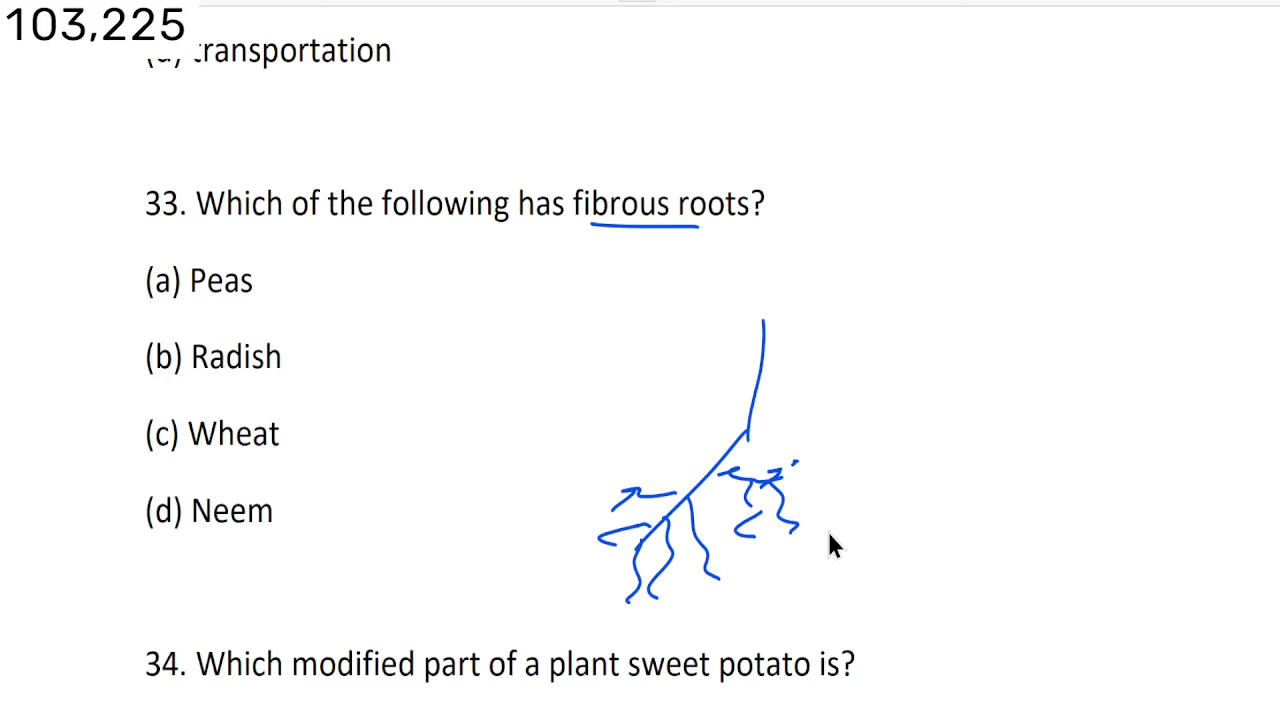 103,225
(d) transportation
33. Which of the following has fibrous roots?
(a) Peas
(b) Radish
(c) Wheat
(d) Neem
34. Which modified part of a plant sweet potato is?